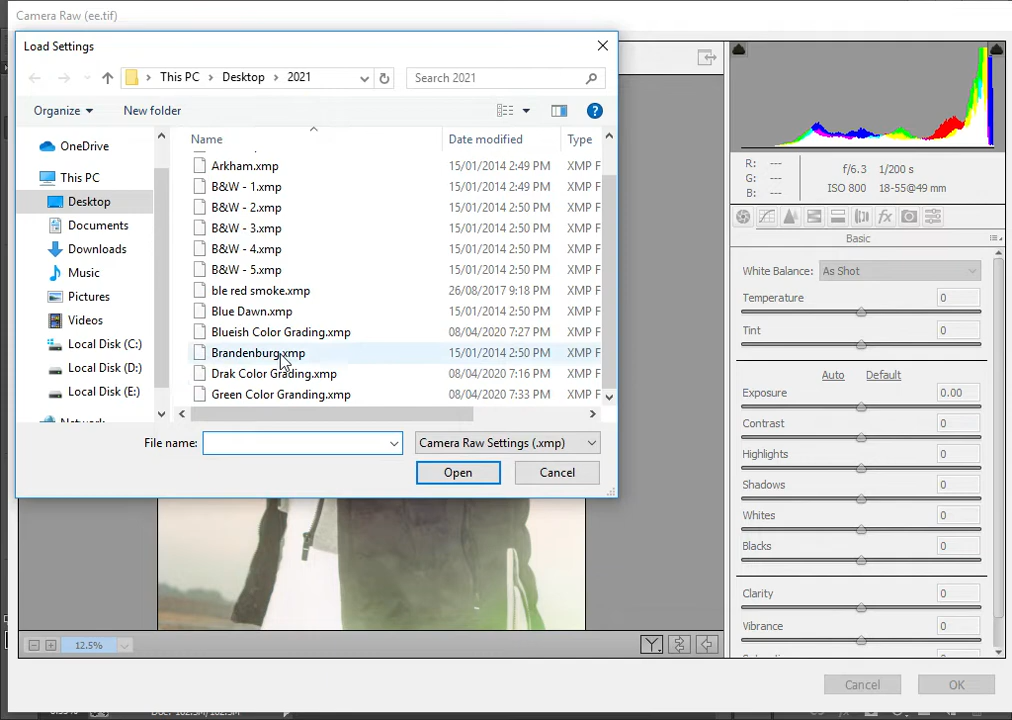 Camera Raw (ee.tif)
Load Settings
This PC > Desktop > 2021
Search 2021
Organize
New folder
Name
Date modified
Type
OneDrive
This PC
Desktop
Documents
Downloads
Music
Pictures
Videos
Local Disk (C:)
Local Disk (D:)
Local Disk (E:)
Arkham.xmp 15/01/2014 2:49 PM XMP F
B&W - 1.xmp 15/01/2014 2:49 PM XMP F
B&W - 2.xmp 15/01/2014 2:50 PM XMP F
B&W - 3.xmp 15/01/2014 2:50 PM XMP F
B&W - 4.xmp 15/01/2014 2:50 PM XMP F
B&W - 5.xmp 15/01/2014 2:50 PM XMP F
ble red smoke.xmp 26/08/2017 9:18 PM XMP F
Blue Dawn.xmp 15/01/2014 2:50 PM XMP F
Blueish Color Grading.xmp 08/04/2020 7:27 PM XMP F
Brandenburg.xmp 15/01/2014 2:50 PM XMP F
Drak Color Grading.xmp 08/04/2020 7:16 PM XMP F
Green Color Granding.xmp 08/04/2020 7:33 PM XMP F
File name:
Camera Raw Settings (.xmp)
Open
Cancel
12.5%
R: ---
G: ---
B: ---
f/6.3 1/200 s
ISO 800 18-55@49 mm
Basic
White Balance: As Shot
Temperature 0
Tint 0
Auto Default
Exposure 0.00
Contrast 0
Highlights 0
Shadows 0
Whites 0
Blacks 0
Clarity 0
Vibrance 0
Cancel
OK